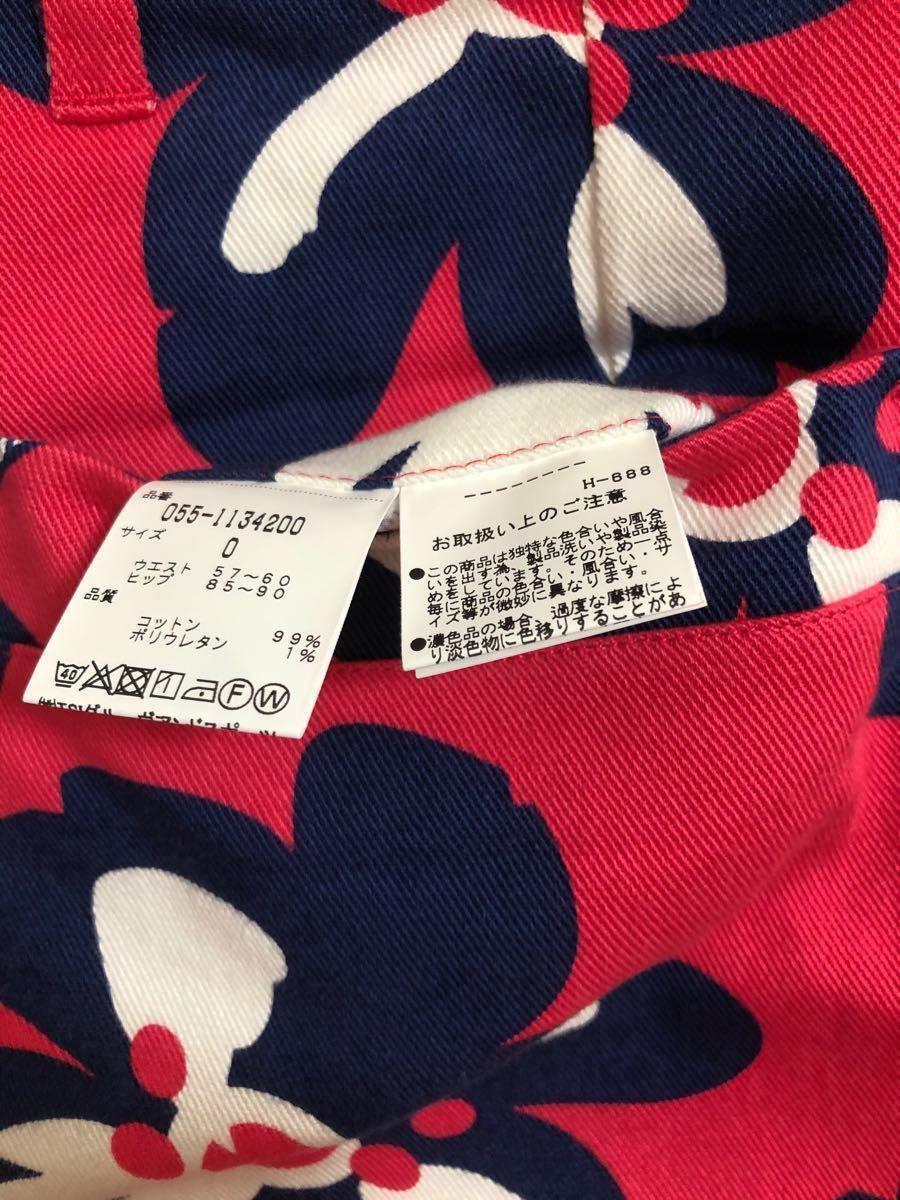 品番
055-1134200
サイズ
0
ウエスト 57~60
ヒップ 85~90
品質
コットン 99%
ポリウレタン 1%
40
F W
--------
H-688
お取扱い上のご注意
●この商品は独特な色合いや風合
いを出す為、製品洗いや製品染
めをしています。そのため一点
毎に商品の色合い・風合い・サ
イズ等が微妙に異なります。
●濃色品の場合、過度な摩擦によ
り淡色物に色移りすることがあ